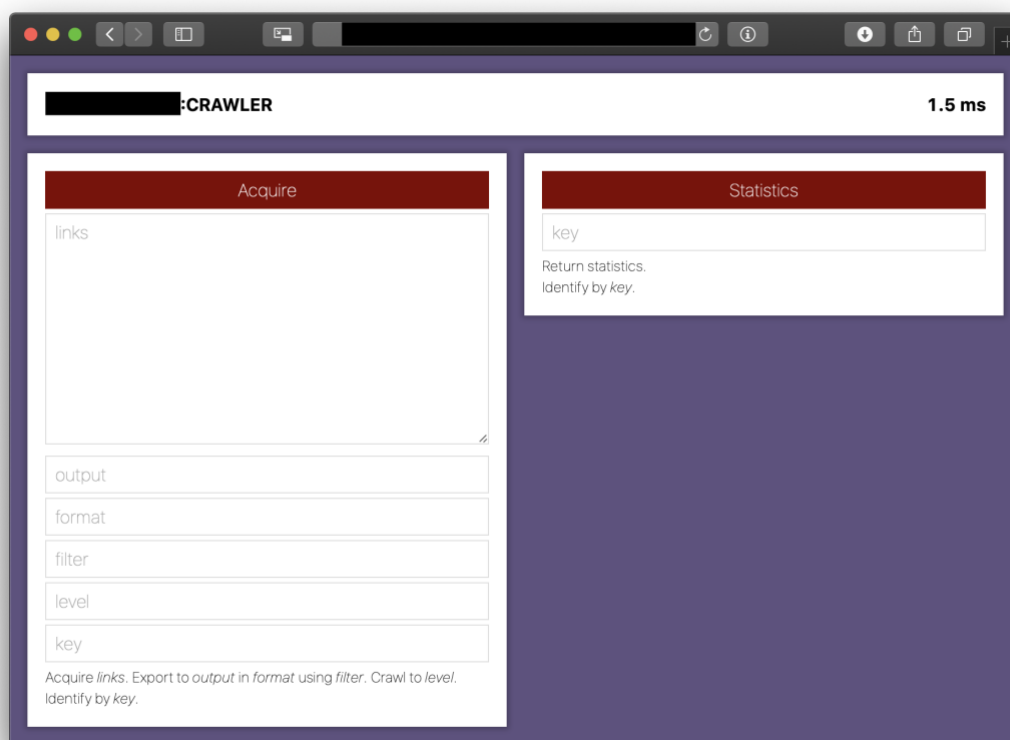 :CRAWLER
1.5 ms
Acquire
links
output
format
filter
level
key
Acquire links. Export to output in format using filter. Crawl to level.
Identify by key.
Statistics
key
Return statistics.
Identify by key.